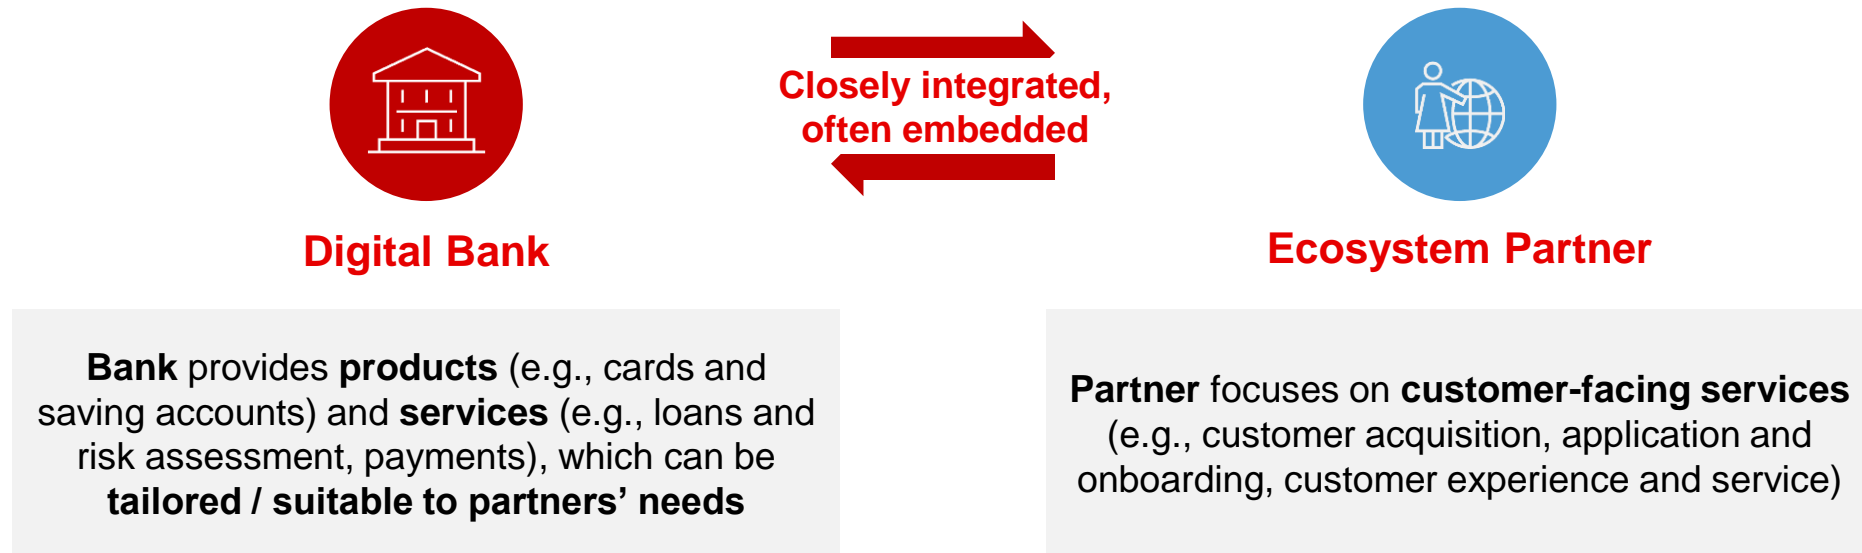 Closely integrated,
often embedded
Digital Bank
Ecosystem Partner
Bank provides products (e.g., cards and
saving accounts) and services (e.g., loans and
risk assessment, payments), which can be
tailored / suitable to partners’ needs
Partner focuses on customer-facing services
(e.g., customer acquisition, application and
onboarding, customer experience and service)